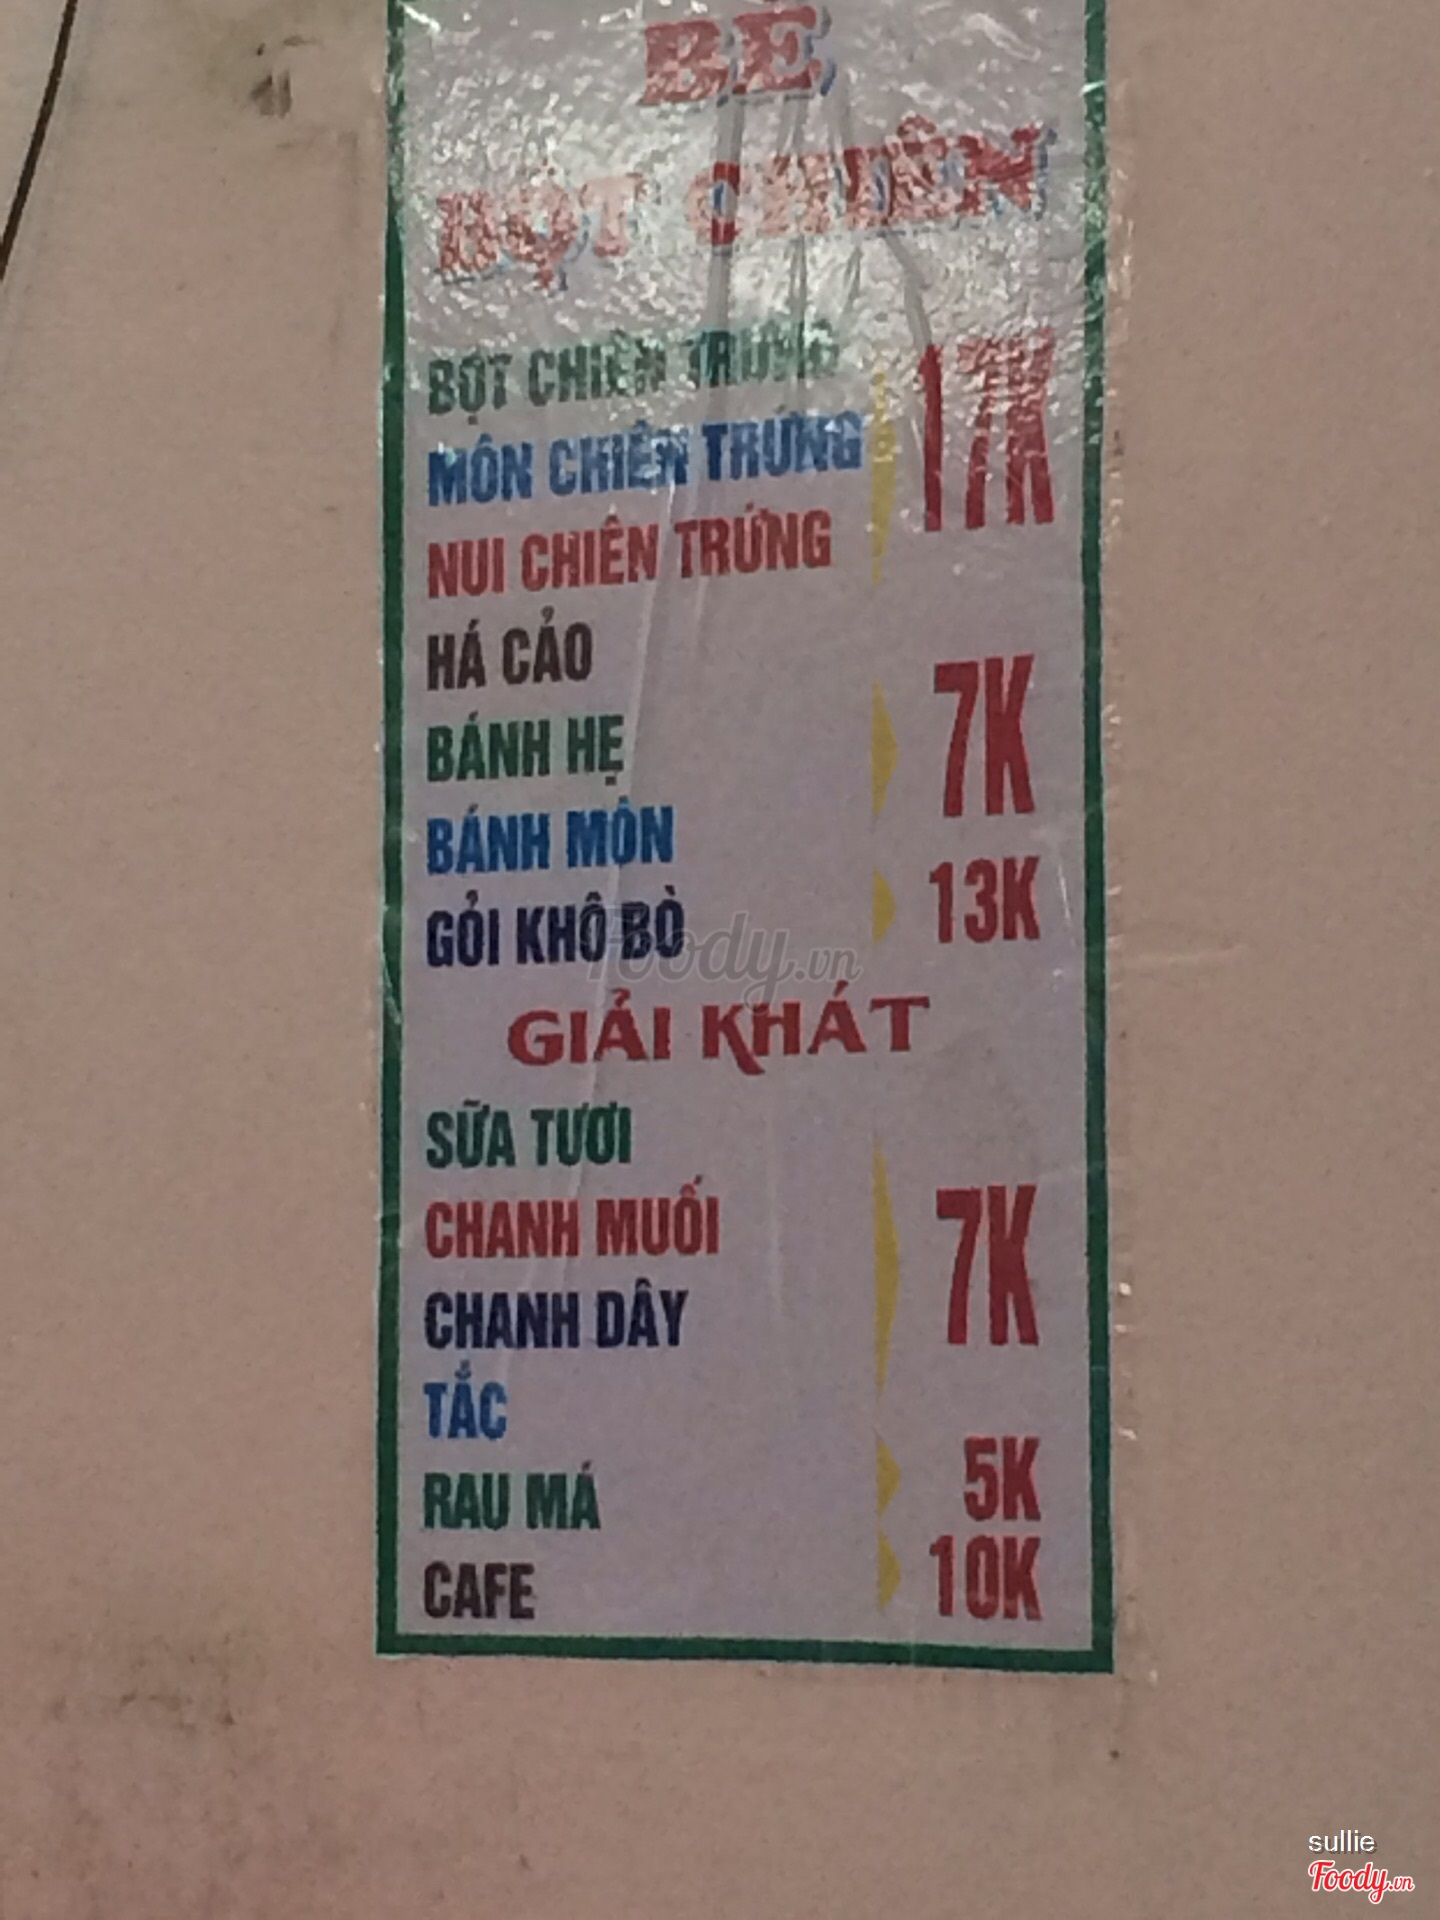 BÉ
BỘT CHIÊN
BỘT CHIÊN TRỨNG
MÔN CHIÊN TRỨNG
NUI CHIÊN TRỨNG
17K
HÁ CẢO
BÁNH HẸ
BÁNH MÔN
7K
GỎI KHÔ BÒ 13K
GIẢI KHÁT
SỮA TƯƠI
CHANH MUỐI
CHANH DÂY
TẮC
7K
RAU MÁ 5K
CAFE 10K
Foody.vn
sullie
Foody.vn